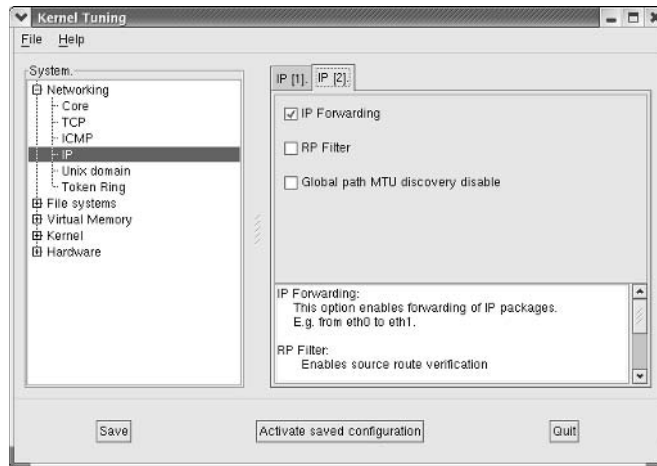 Kernel Tuning
File Help
System.
Networking
Core
TCP
ICMP
IP
Unix domain
Token Ring
File systems
Virtual Memory
Kernel
Hardware
IP [1]. IP [2].
IP Forwarding
RP Filter
Global path MTU discovery disable
IP Forwarding:
This option enables forwarding of IP packages.
E.g. from eth0 to eth1.
RP Filter:
Enables source route verification
Save Activate saved configuration Quit